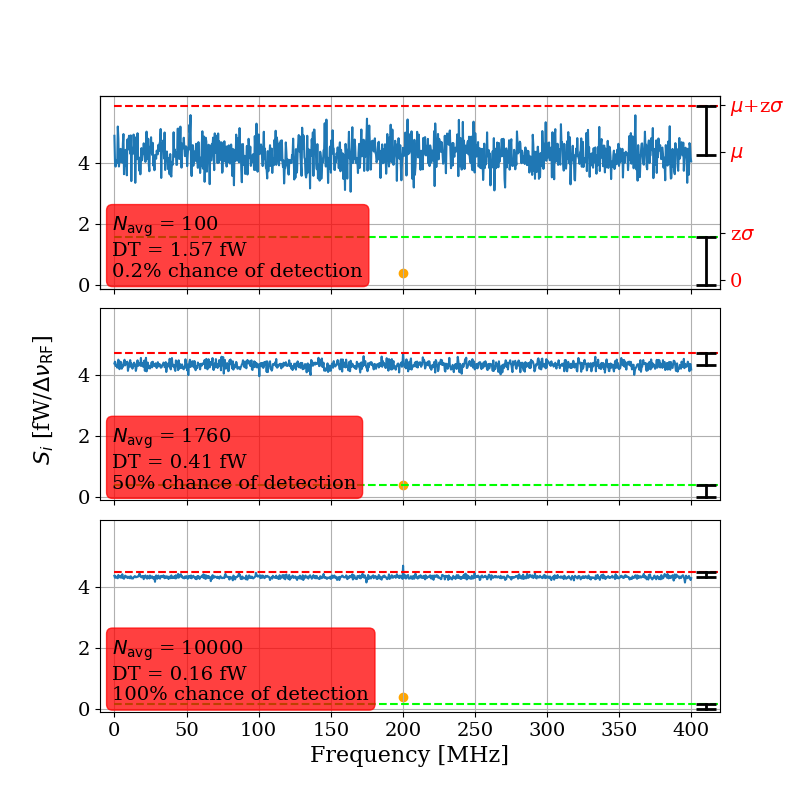 4
2
0
μ+zσ
μ
zσ
0
N_avg = 100
DT = 1.57 fW
0.2% chance of detection
S_i [fW/Δν_RF]
4
2
0
N_avg = 1760
DT = 0.41 fW
50% chance of detection
4
2
0
N_avg = 10000
DT = 0.16 fW
100% chance of detection
0 50 100 150 200 250 300 350 400
Frequency [MHz]